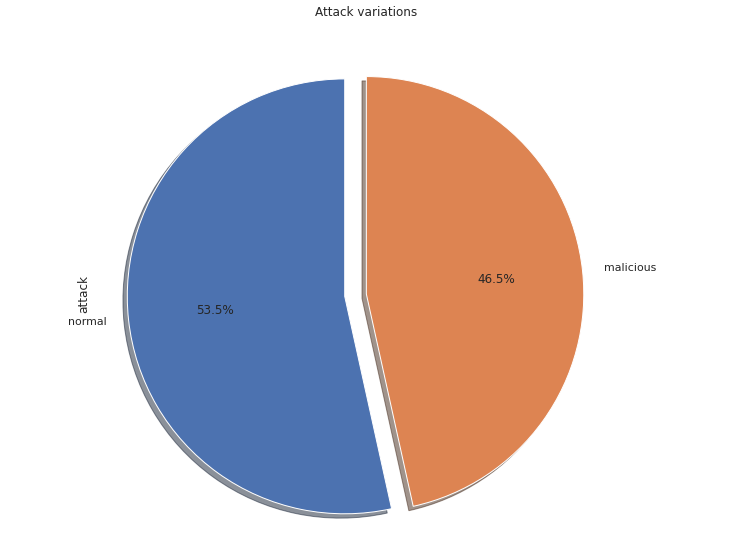 Attack variations
malicious
46.5%
attack
53.5%
normal